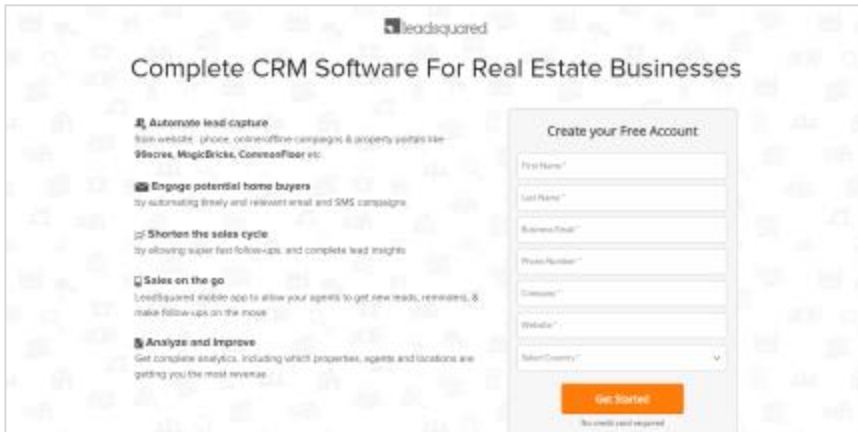 leadsquared
Complete CRM Software For Real Estate Businesses
Automate lead capture
from website, phone, online/offline campaigns & property portals like
99acres, MagicBricks, CommonFloor etc.
Engage potential home buyers
by automating timely and relevant email and SMS campaigns
Shorten the sales cycle
by allowing super fast follow-ups, and complete lead insights
Sales on the go
LeadSquared mobile app to allow your agents to get new leads, reminders, &
make follow-ups on the move
Analyze and Improve
Get complete analytics, including which properties, agents and locations are
getting you the most revenue.
Create your Free Account
First Name*
Last Name*
Business Email*
Phone Number*
Company*
Website*
Select Country*
Get Started
No credit card required